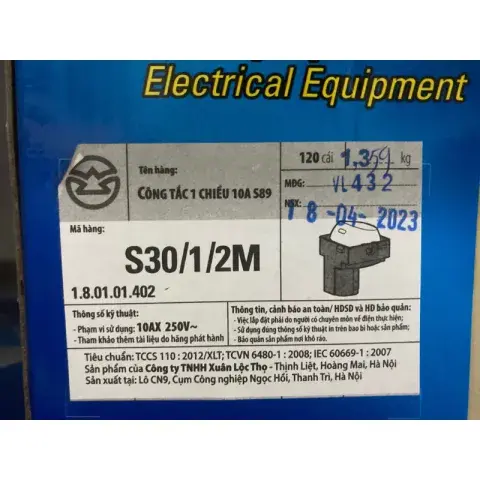 Electrical Equipment
Tên hàng:
CÔNG TẮC 1 CHIỀU 10A S89
120 cái
kg
MDG: VL432
NSX: 18-04-2023
Mã hàng:
S30/1/2M
1.8.01.01.402
Thông số kỹ thuật:
- Phạm vi sử dụng: 10AX 250V~
- Tham khảo thêm tài liệu do hãng phát hành
Thông tin, cảnh báo an toàn/ HDSD và HD bảo quản:
- Việc lắp đặt phải do người có chuyên môn về điện thực hiện;
- Sử dụng đúng thông số kỹ thuật in trên bao bì hoặc sản phẩm;
- Bảo quản sản phẩm nơi khô ráo.
Tiêu chuẩn: TCCS 110 : 2012/XLT; TCVN 6480-1 : 2008; IEC 60669-1 : 2007
Sản phẩm của Công ty TNHH Xuân Lộc Thọ - Thịnh Liệt, Hoàng Mai, Hà Nội
Sản xuất tại: Lô CN9, Cụm Công nghiệp Ngọc Hồi, Thanh Trì, Hà Nội